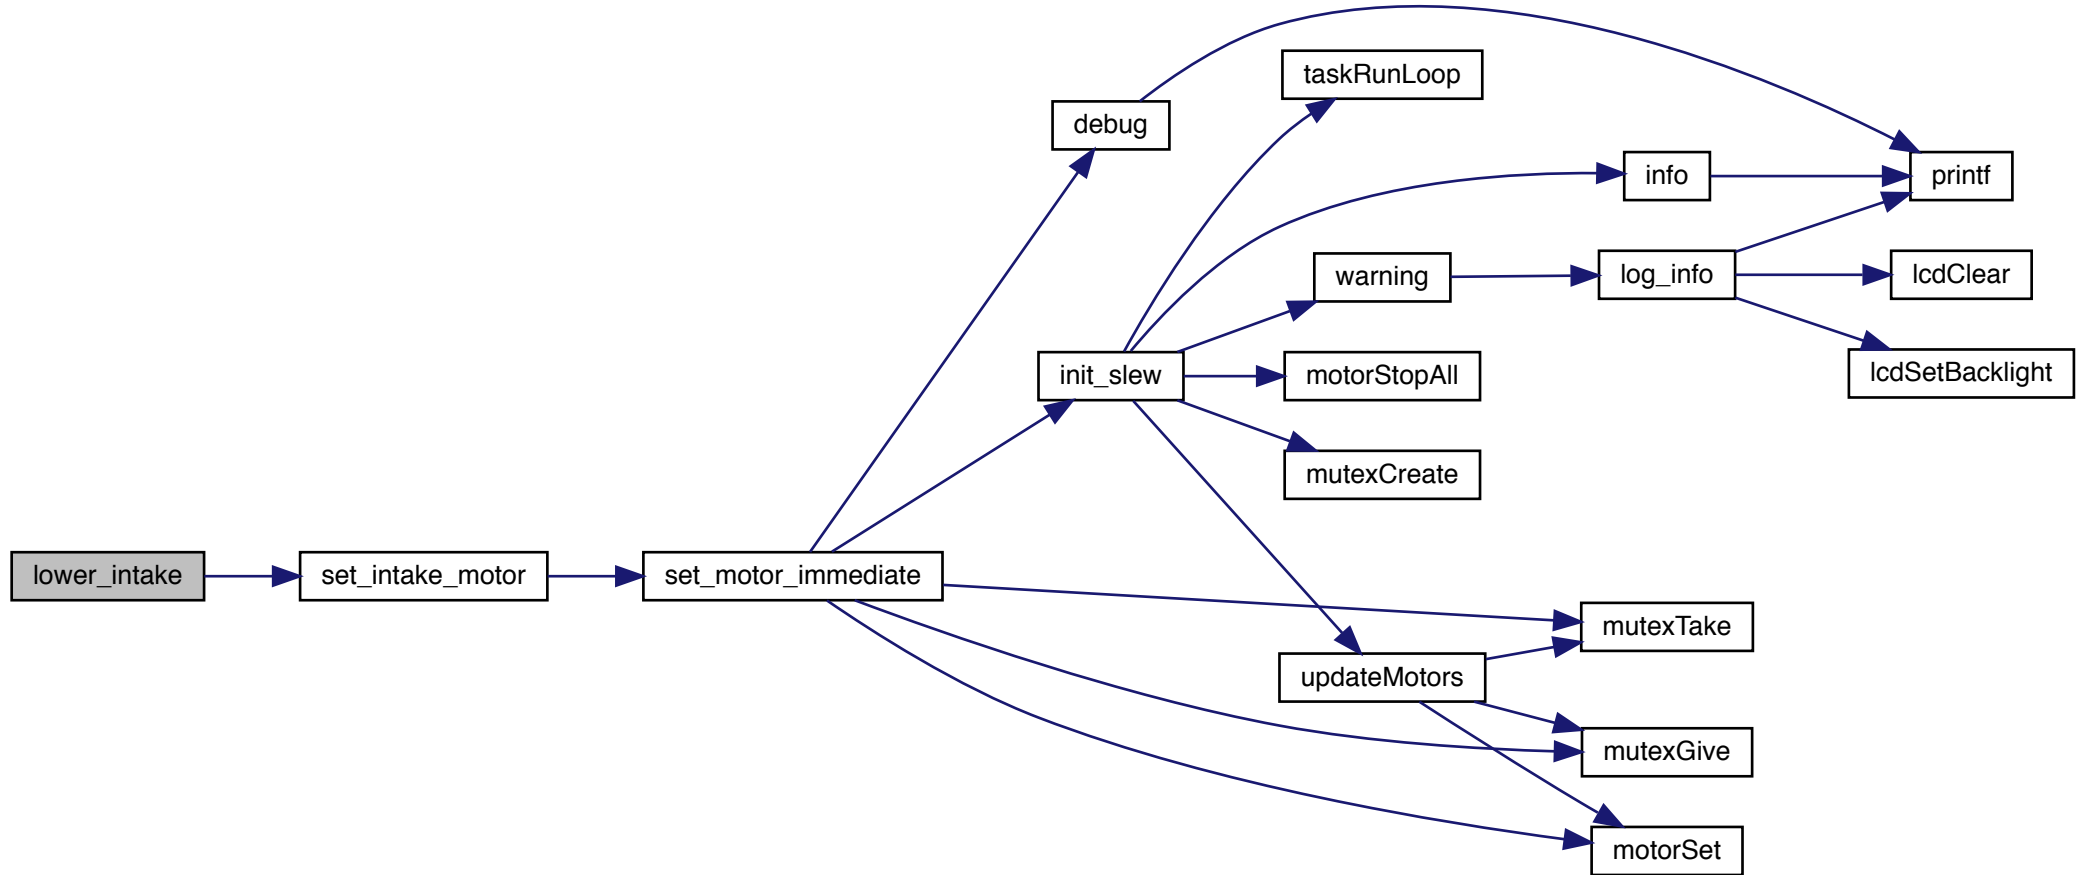 lower_intake
set_intake_motor
set_motor_immediate
debug
init_slew
taskRunLoop
info
warning
motorStopAll
mutexCreate
updateMotors
log_info
printf
lcdClear
lcdSetBacklight
mutexTake
mutexGive
motorSet